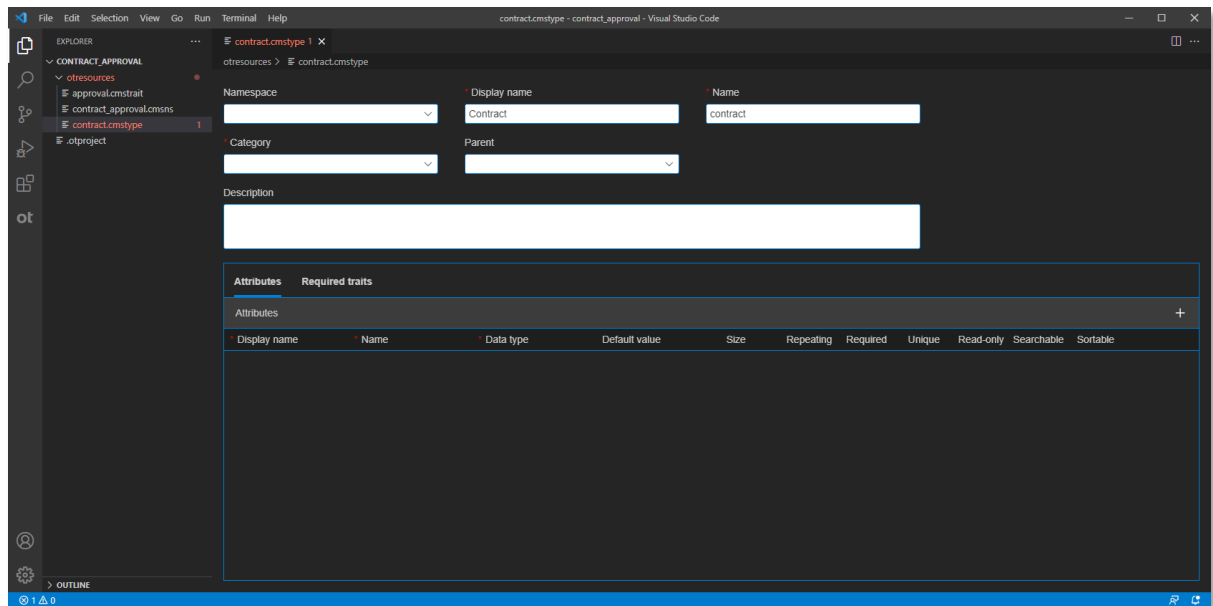 File Edit Selection View Go Run Terminal Help contract.cmstype - contract_approval - Visual Studio Code
EXPLORER ...
contract.cmstype 1
CONTRACT_APPROVAL
otresources > contract.cmstype
otresources
approval.cmstrait
contract_approval.cmsns
contract.cmstype 1
.otproject
ot
Namespace * Display name * Name
Contract contract
* Category Parent
Description
Attributes Required traits
Attributes +
* Display name * Name * Data type Default value Size Repeating Required Unique Read-only Searchable Sortable
> OUTLINE
1 0